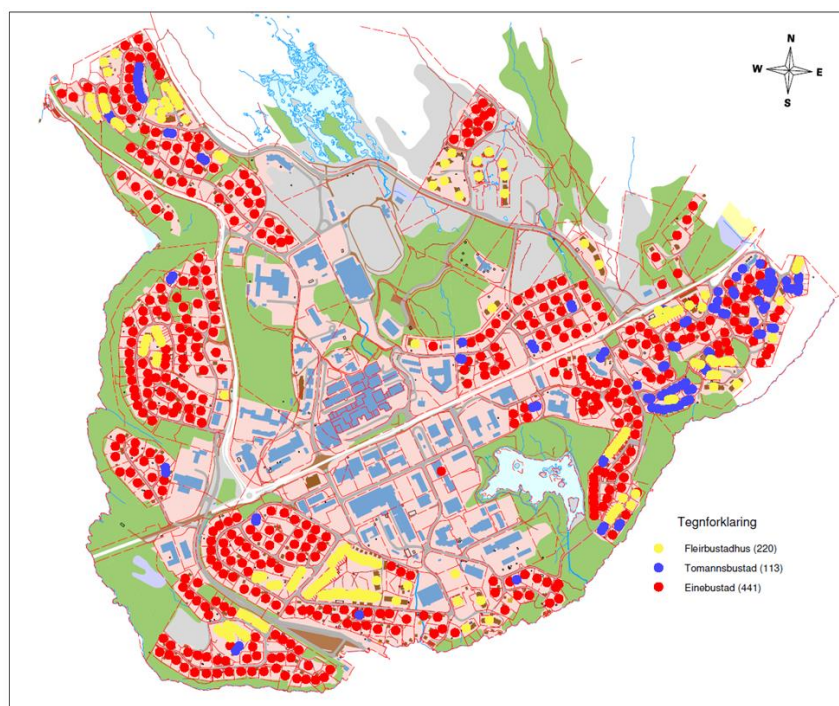 N
W E
S
Tegnforklaring
Fleirbustadhus (220)
Tomannsbustad (113)
Einebustad (441)